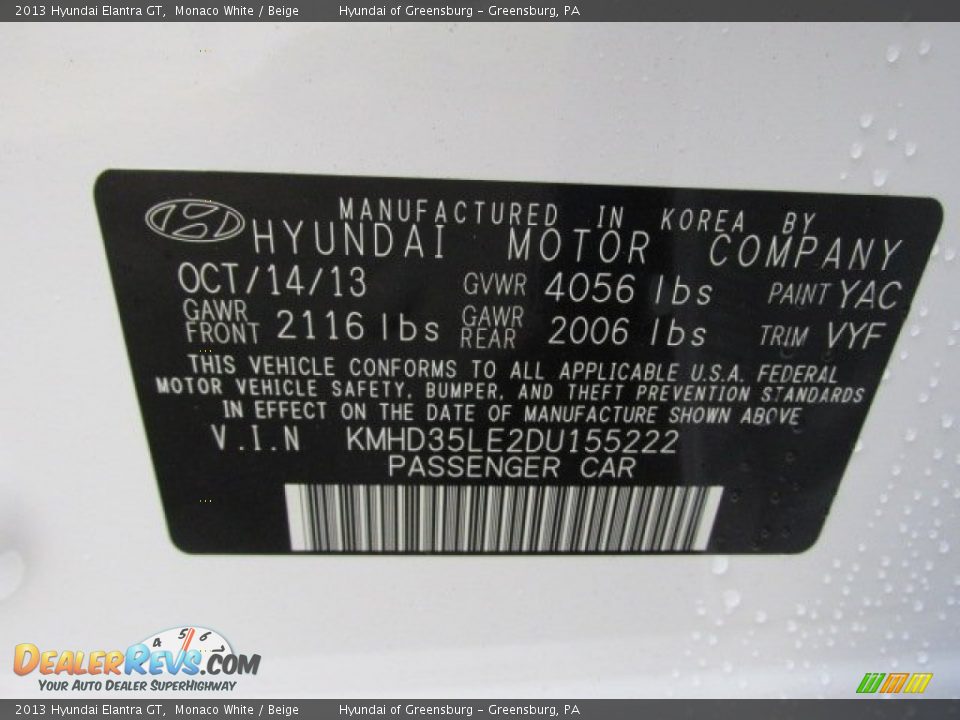 2013 Hyundai Elantra GT, Monaco White / Beige Hyundai of Greensburg - Greensburg, PA
MANUFACTURED IN KOREA BY
HYUNDAI MOTOR COMPANY
OCT/14/13 GVWR 4056 lbs PAINT YAC
GAWR FRONT 2116 lbs GAWR REAR 2006 lbs TRIM VYF
THIS VEHICLE CONFORMS TO ALL APPLICABLE U.S.A. FEDERAL
MOTOR VEHICLE SAFETY, BUMPER, AND THEFT PREVENTION STANDARDS
IN EFFECT ON THE DATE OF MANUFACTURE SHOWN ABOVE
V.I.N KMHD35LE2DU155222
PASSENGER CAR
4 5 6
DEALERREVS.COM
YOUR AUTO DEALER SUPERHIGHWAY
2013 Hyundai Elantra GT, Monaco White / Beige Hyundai of Greensburg - Greensburg, PA